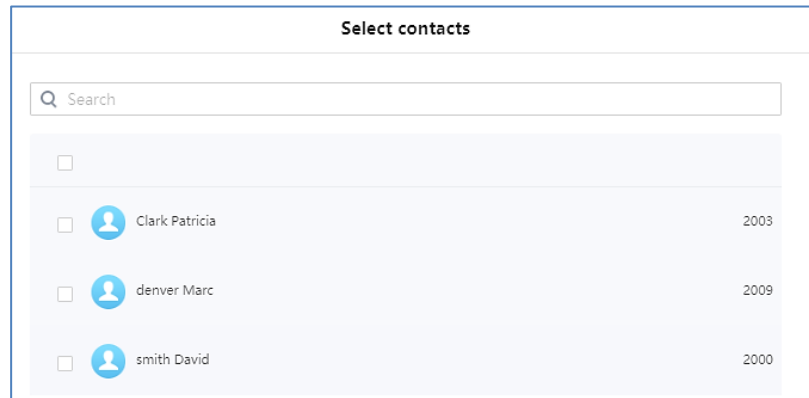 Select contacts
Search
Clark Patricia 2003
denver Marc 2009
smith David 2000